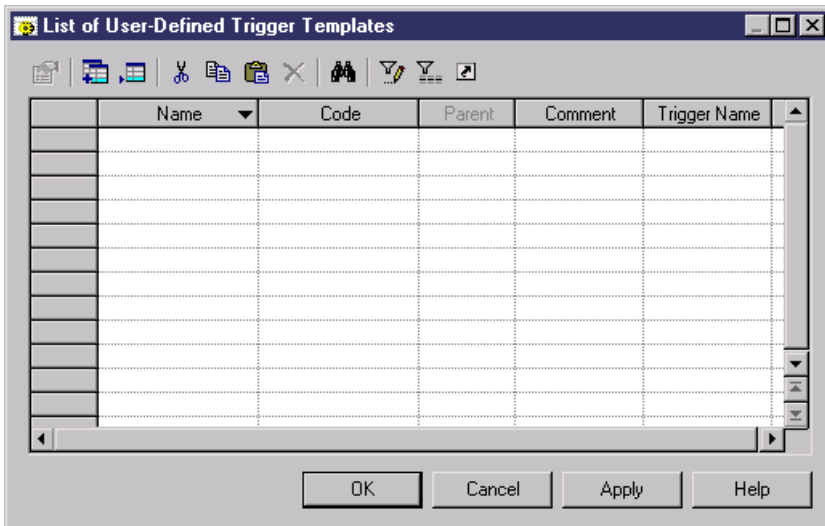 List of User-Defined Trigger Templates
Name Code Parent Comment Trigger Name
OK Cancel Apply Help